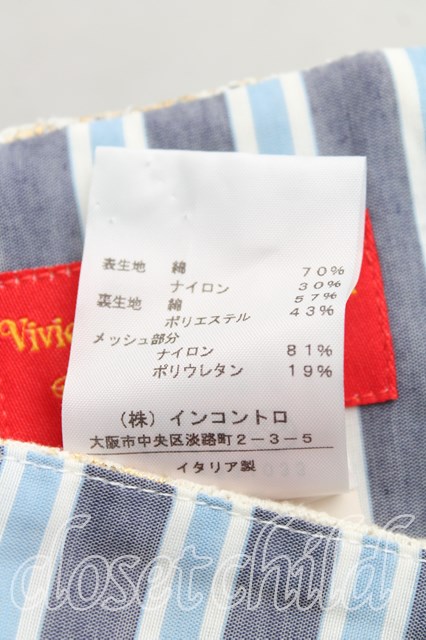 表生地 綿 70%
ナイロン 30%
裏生地 綿 57%
ポリエステル 43%
メッシュ部分
ナイロン 81%
ポリウレタン 19%
(株) インコントロ
大阪市中央区淡路町2-3-5
イタリア製
Vivie
closet child